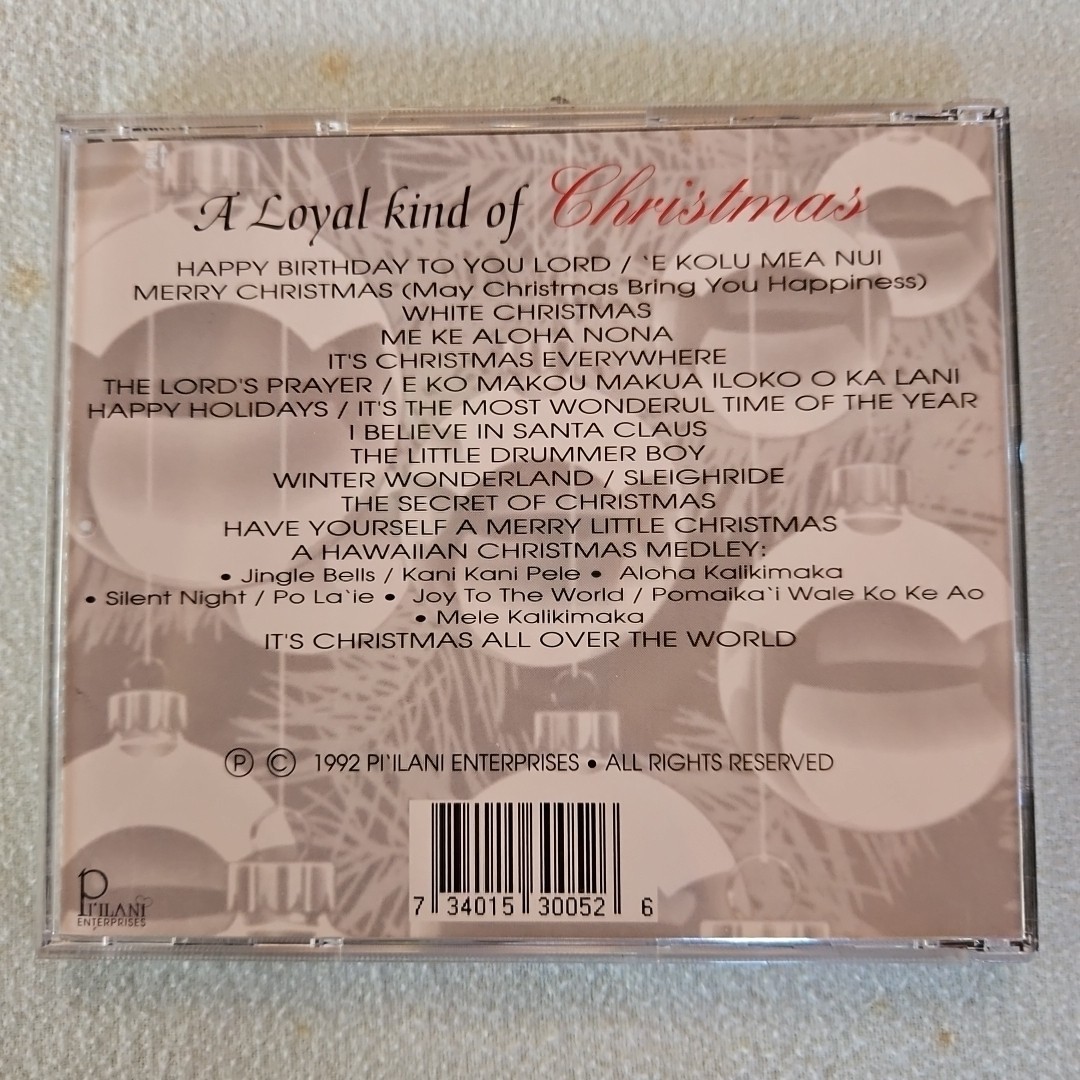 A Loyal kind of Christmas
HAPPY BIRTHDAY TO YOU LORD / `E KOLU MEA NUI
MERRY CHRISTMAS (May Christmas Bring You Happiness)
WHITE CHRISTMAS
ME KE ALOHA NONA
IT'S CHRISTMAS EVERYWHERE
THE LORD'S PRAYER / E KO MAKOU MAKUA ILOKO O KA LANI
HAPPY HOLIDAYS / IT'S THE MOST WONDERUL TIME OF THE YEAR
I BELIEVE IN SANTA CLAUS
THE LITTLE DRUMMER BOY
WINTER WONDERLAND / SLEIGHRIDE
THE SECRET OF CHRISTMAS
HAVE YOURSELF A MERRY LITTLE CHRISTMAS
A HAWAIIAN CHRISTMAS MEDLEY:
• Jingle Bells / Kani Kani Pele • Aloha Kalikimaka
• Silent Night / Po La`ie • Joy To The World / Pomaika`i Wale Ko Ke Ao
• Mele Kalikimaka
IT'S CHRISTMAS ALL OVER THE WORLD
Ⓟ © 1992 PI`ILANI ENTERPRISES • ALL RIGHTS RESERVED
PI'ILANI
ENTERPRISES
7 34015 30052 6